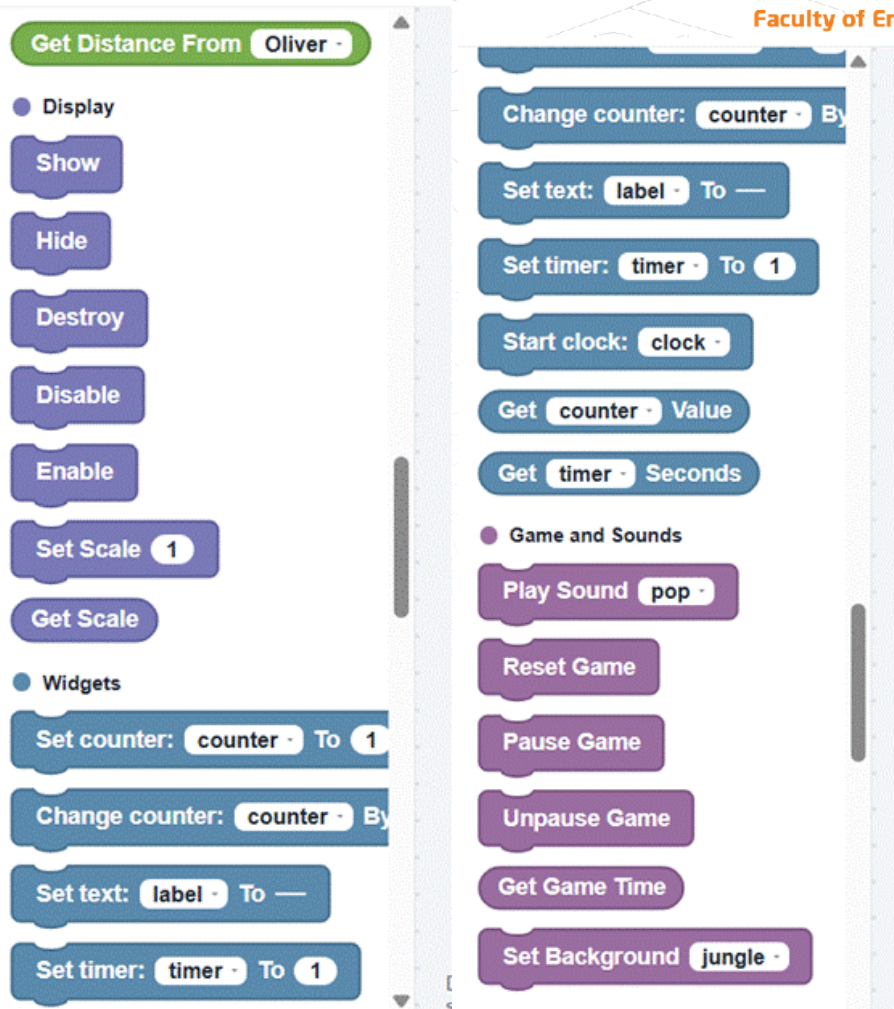 Get Distance From Oliver
Display
Show
Hide
Destroy
Disable
Enable
Set Scale 1
Get Scale
Widgets
Set counter: counter To 1
Change counter: counter By
Set text: label To
Set timer: timer To 1
Faculty of Er
Change counter: counter By
Set text: label To
Set timer: timer To 1
Start clock: clock
Get counter Value
Get timer Seconds
Game and Sounds
Play Sound pop
Reset Game
Pause Game
Unpause Game
Get Game Time
Set Background jungle